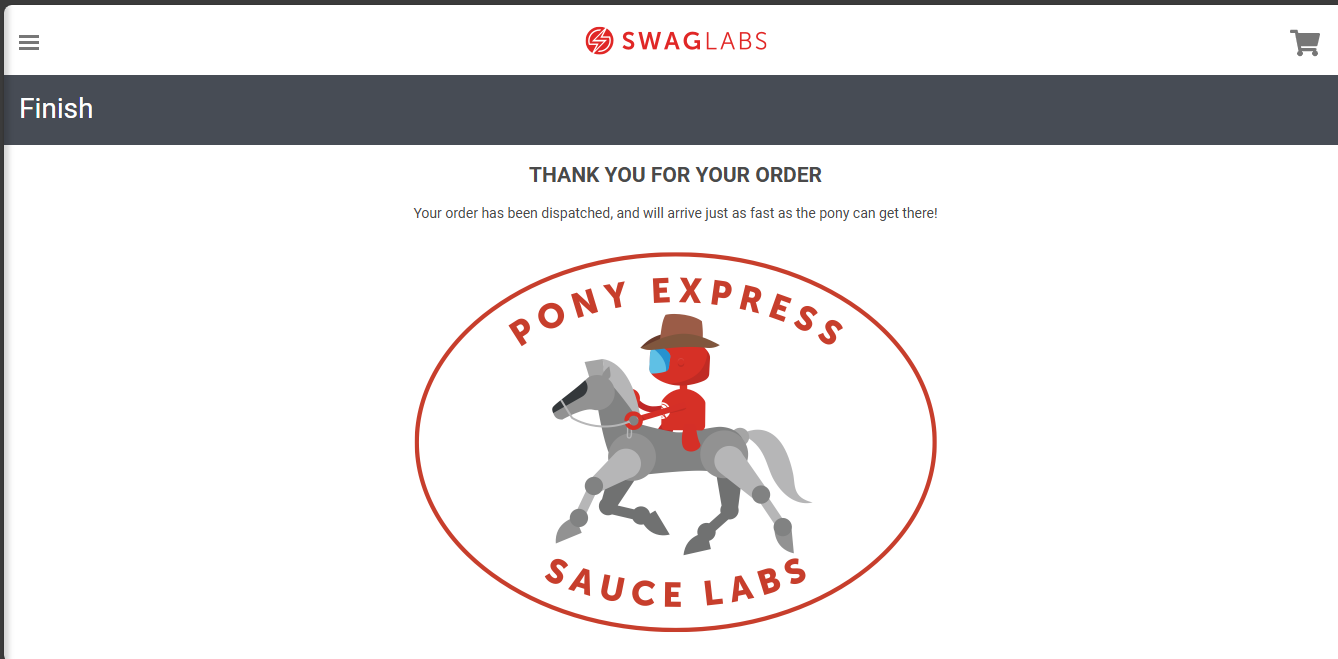 SWAGLABS
Finish
THANK YOU FOR YOUR ORDER
Your order has been dispatched, and will arrive just as fast as the pony can get there!
PONY EXPRESS
SAUCE LABS